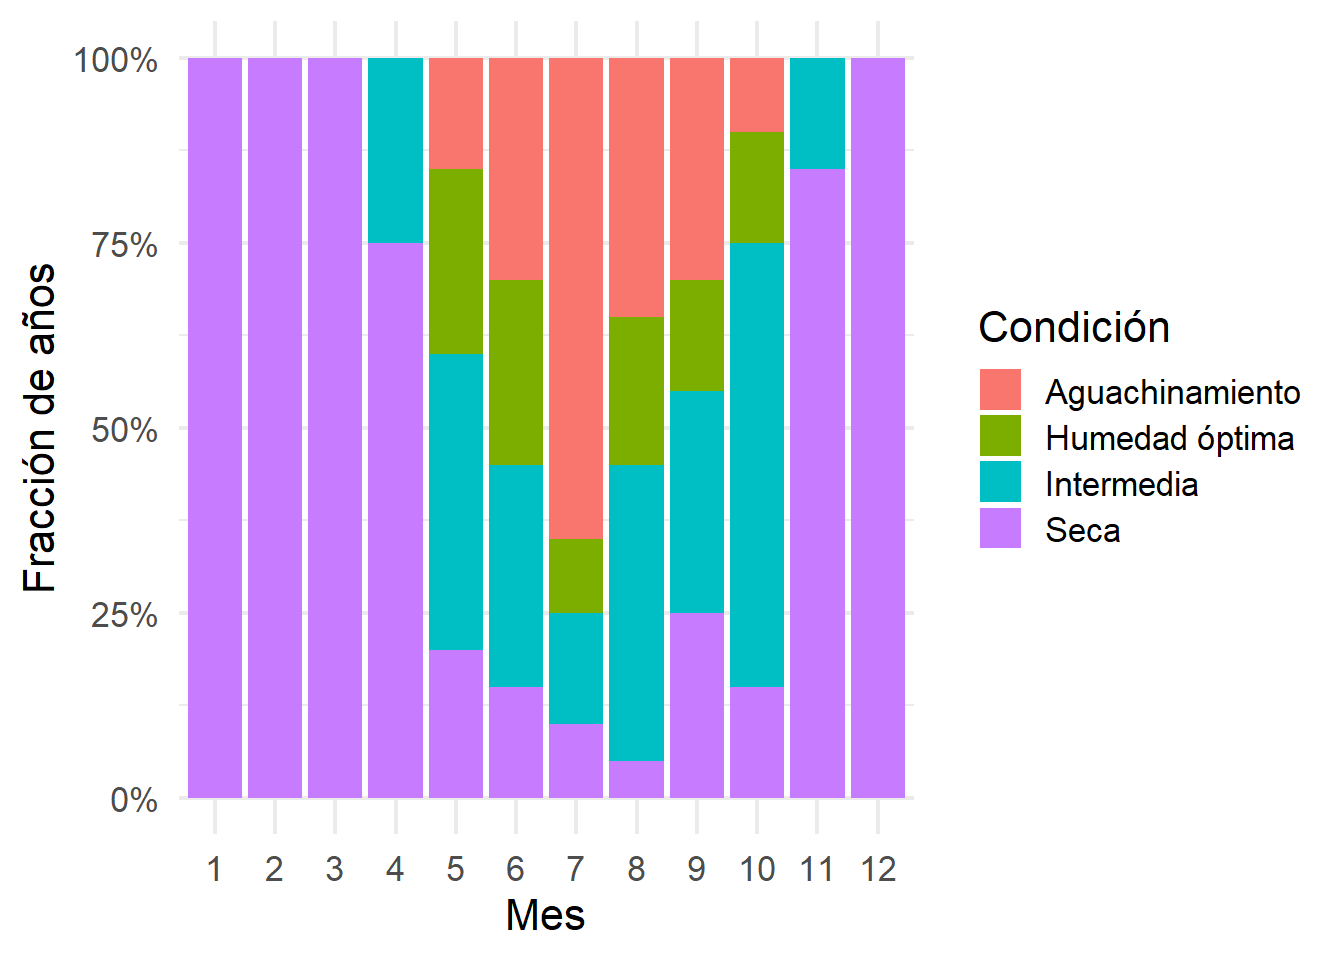 100%
75%
50%
25%
0%
Fracción de años
1 2 3 4 5 6 7 8 9 10 11 12
Mes
Condición
Aguachinamiento
Humedad óptima
Intermedia
Seca